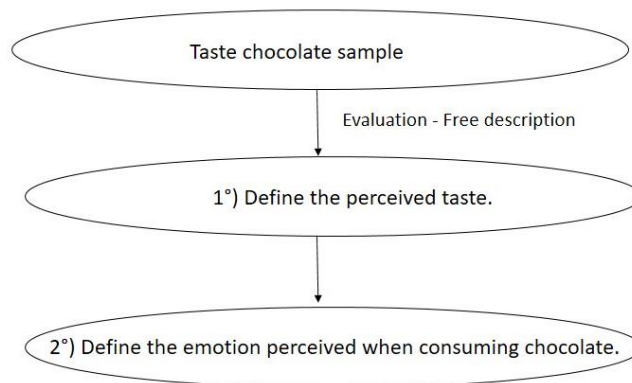 Taste chocolate sample
Evaluation - Free description
1°) Define the perceived taste.
2°) Define the emotion perceived when consuming chocolate.